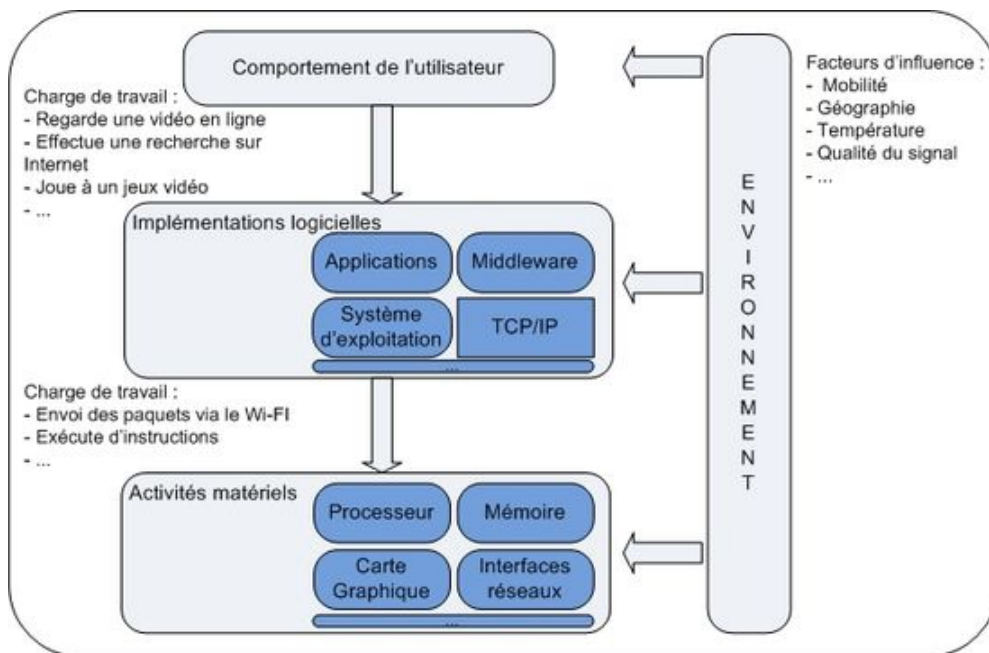 Comportement de l'utilisateur
Charge de travail :
- Regarde une vidéo en ligne
- Effectue une recherche sur
Internet
- Joue à un jeux vidéo
- ...
Implémentations logicielles
Applications
Middleware
Système
d'exploitation
TCP/IP
...
Charge de travail :
- Envoi des paquets via le Wi-FI
- Exécute d'instructions
- ...
Activités matériels
Processeur
Mémoire
Carte
Graphique
Interfaces
réseaux
...
ENVIRONNEMENT
Facteurs d'influence :
- Mobilité
- Géographie
- Température
- Qualité du signal
- ...